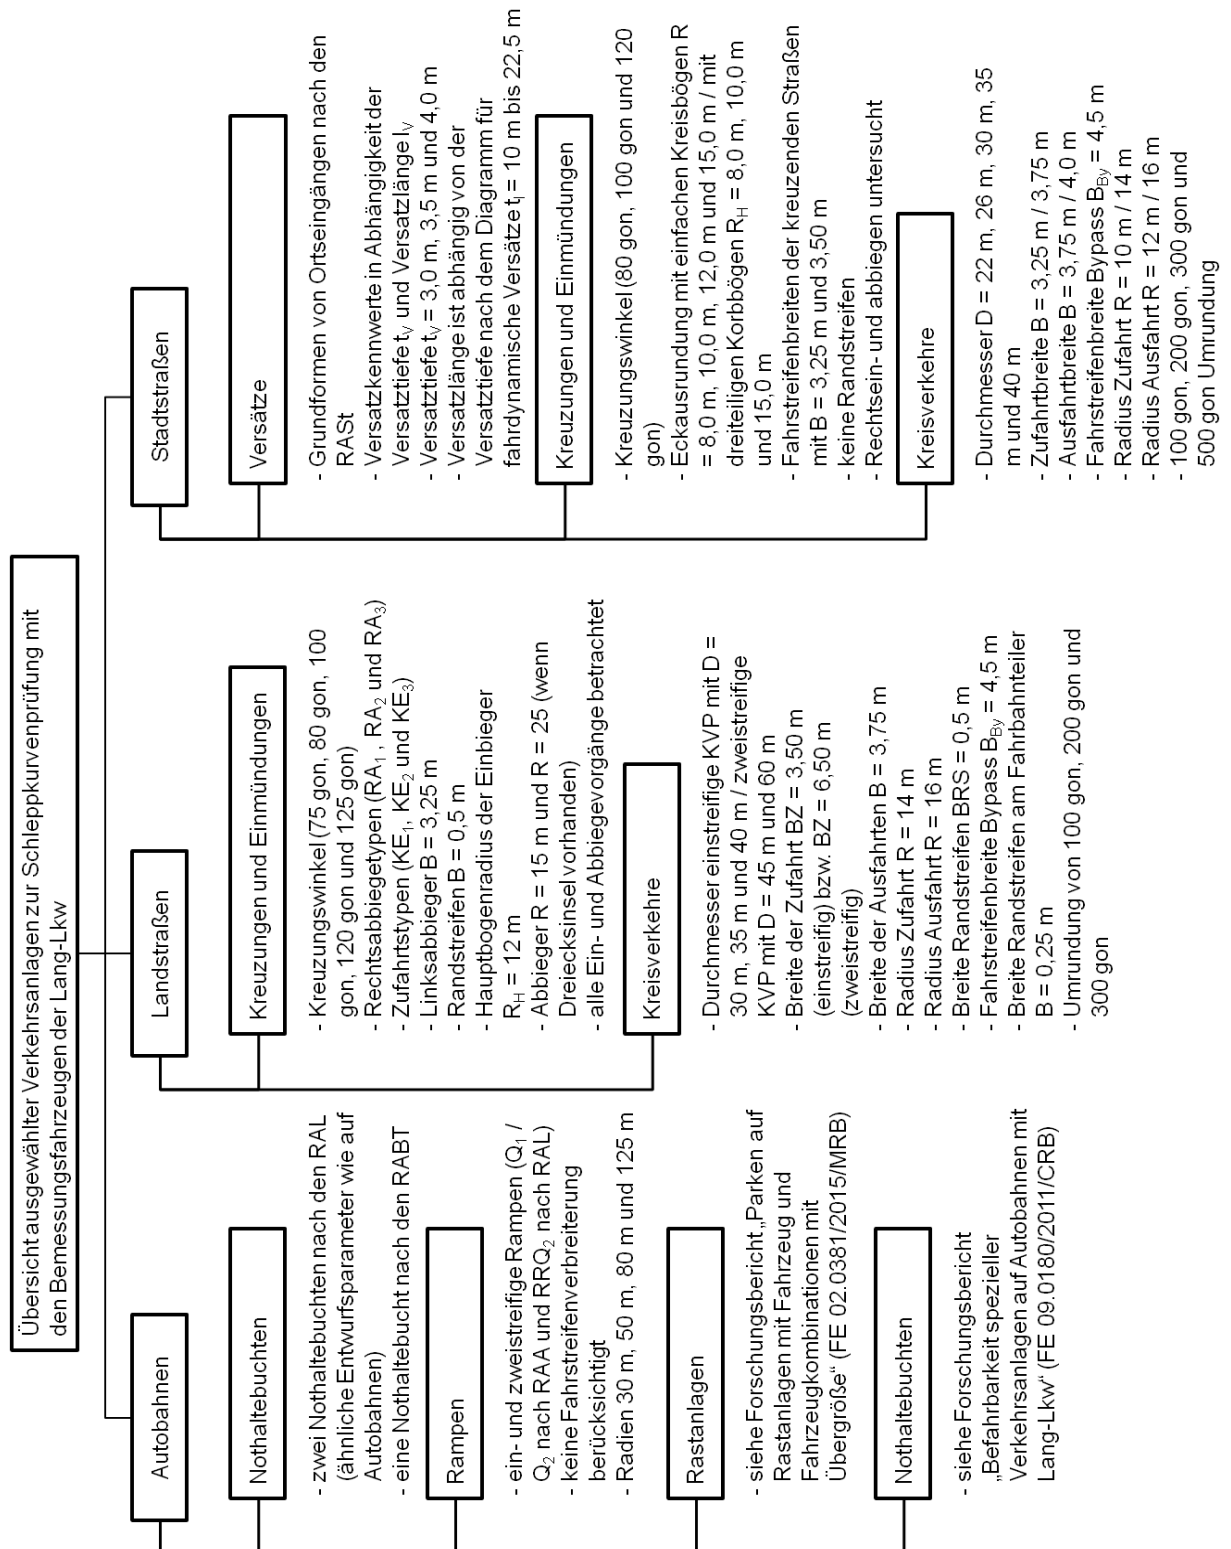 Übersicht ausgewählter Verkehrsanlagen zur Schleppkurvenprüfung mit
den Bemessungsfahrzeugen der Lang-Lkw
Autobahnen
Nothaltebuchten
- zwei Nothaltebuchten nach den RAL
(ähnliche Entwurfsparameter wie auf
Autobahnen)
- eine Nothaltebucht nach den RABT
Rampen
- ein- und zweistreifige Rampen (Q₁ /
Q₂ nach RAA und RRQ₂ nach RAL)
- keine Fahrstreifenverbreiterung
berücksichtigt
- Radien 30 m, 50 m, 80 m und 125 m
Rastanlagen
- siehe Forschungsbericht „Parken auf
Rastanlagen mit Fahrzeug und
Fahrzeugkombinationen mit
Übergröße“ (FE 02.0381/2015/MRB)
Nothaltebuchten
- siehe Forschungsbericht
„Befahrbarkeit spezieller
Verkehrsanlagen auf Autobahnen mit
Lang-Lkw“ (FE 09.0180/2011/CRB)
Landstraßen
Kreuzungen und Einmündungen
- Kreuzungswinkel (75 gon, 80 gon, 100
gon, 120 gon und 125 gon)
- Rechtsabbiegetypen (RA₁, RA₂ und RA₃)
- Zufahrtstypen (KE₁, KE₂ und KE₃)
- Linksabbieger B = 3,25 m
- Randstreifen B = 0,5 m
- Hauptbogenradius der Einbieger
R_H = 12 m
- Abbieger R = 15 m und R = 25 (wenn
Dreiecksinsel vorhanden)
- alle Ein- und Abbiegevorgänge betrachtet
Kreisverkehre
- Durchmesser einstreifige KVP mit D =
30 m, 35 m und 40 m / zweistreifige
KVP mit D = 45 m und 60 m
- Breite der Zufahrt BZ = 3,50 m
(einstreifig) bzw. BZ = 6,50 m
(zweistreifig)
- Breite der Ausfahrten B = 3,75 m
- Radius Zufahrt R = 14 m
- Radius Ausfahrt R = 16 m
- Breite Randstreifen BRS = 0,5 m
- Fahrstreifenbreite Bypass B_By = 4,5 m
- Breite Randstreifen am Fahrbahnteiler
B = 0,25 m
- Umrundung von 100 gon, 200 gon und
300 gon
Stadtstraßen
Versätze
- Grundformen von Ortseingängen nach den
RASt
- Versatzkennwerte in Abhängigkeit der
Versatztiefe t_V und Versatzlänge l_V
- Versatztiefe t_V = 3,0 m, 3,5 m und 4,0 m
- Versatzlänge ist abhängig von der
Versatztiefe nach dem Diagramm für
fahrdynamische Versätze t_l = 10 m bis 22,5 m
Kreuzungen und Einmündungen
- Kreuzungswinkel (80 gon, 100 gon und 120
gon)
- Eckausrundung mit einfachen Kreisbögen R
= 8,0 m, 10,0 m, 12,0 m und 15,0 m / mit
dreiteiligen Korbbögen R_H = 8,0 m, 10,0 m
und 15,0 m
- Fahrstreifenbreiten der kreuzenden Straßen
mit B = 3,25 m und 3,50 m
- keine Randstreifen
- Rechtsein- und abbiegen untersucht
Kreisverkehre
- Durchmesser D = 22 m, 26 m, 30 m, 35
m und 40 m
- Zufahrtbreite B = 3,25 m / 3,75 m
- Ausfahrtbreite B = 3,75 m / 4,0 m
- Fahrstreifenbreite Bypass B_By = 4,5 m
- Radius Zufahrt R = 10 m / 14 m
- Radius Ausfahrt R = 12 m / 16 m
- 100 gon, 200 gon, 300 gon und
500 gon Umrundung